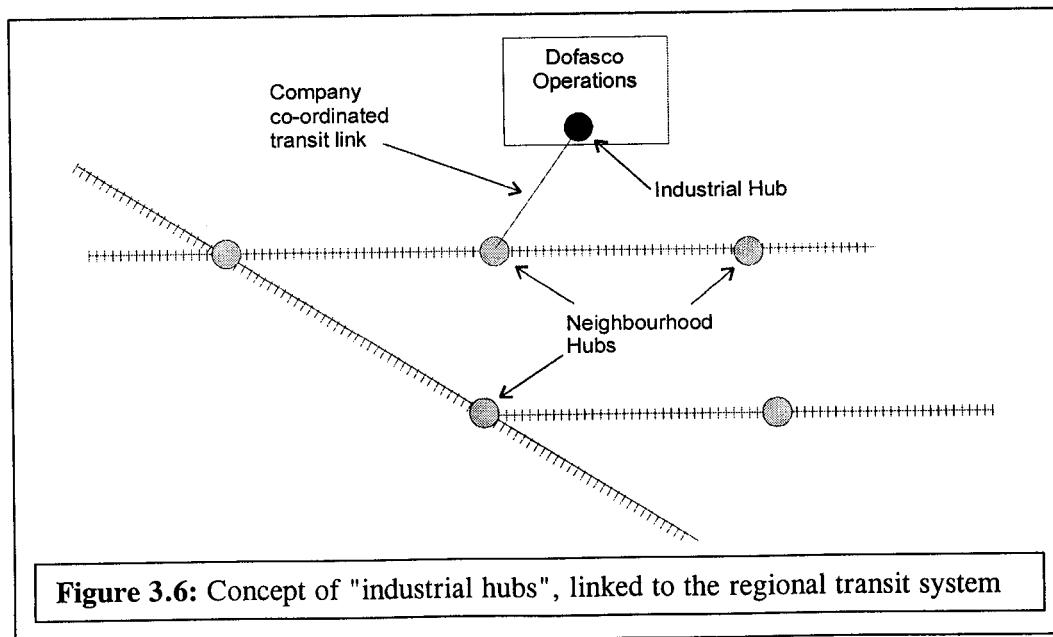 Dofasco
Operations
Company
co-ordinated
transit link
Industrial Hub
Neighbourhood
Hubs
Figure 3.6: Concept of "industrial hubs", linked to the regional transit system